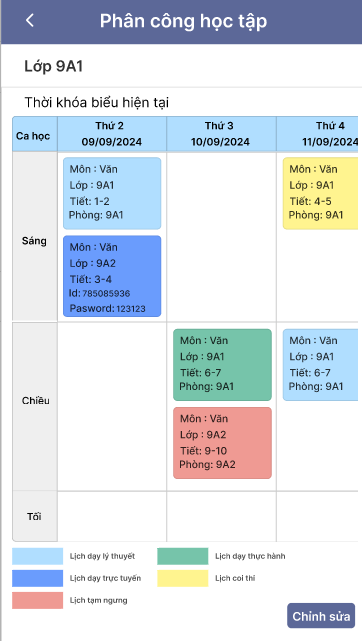 Phân công học tập
Lớp 9A1
Thời khóa biểu hiện tại
Ca học
Thứ 2
09/09/2024
Thứ 3
10/09/2024
Thứ 4
11/09/2024
Sáng
Môn : Văn
Lớp : 9A1
Tiết: 1-2
Phòng: 9A1
Môn : Văn
Lớp : 9A2
Tiết: 3-4
Id: 785085936
Pasword: 123123
Môn : Văn
Lớp : 9A1
Tiết: 4-5
Phòng: 9A1
Chiều
Môn : Văn
Lớp : 9A1
Tiết: 6-7
Phòng: 9A1
Môn : Văn
Lớp : 9A2
Tiết: 9-10
Phòng: 9A2
Môn : Văn
Lớp : 9A1
Tiết: 6-7
Phòng: 9A1
Tối
Lịch dạy lý thuyết
Lịch dạy thực hành
Lịch dạy trực tuyến
Lịch coi thi
Lịch tạm ngưng
Chỉnh sửa